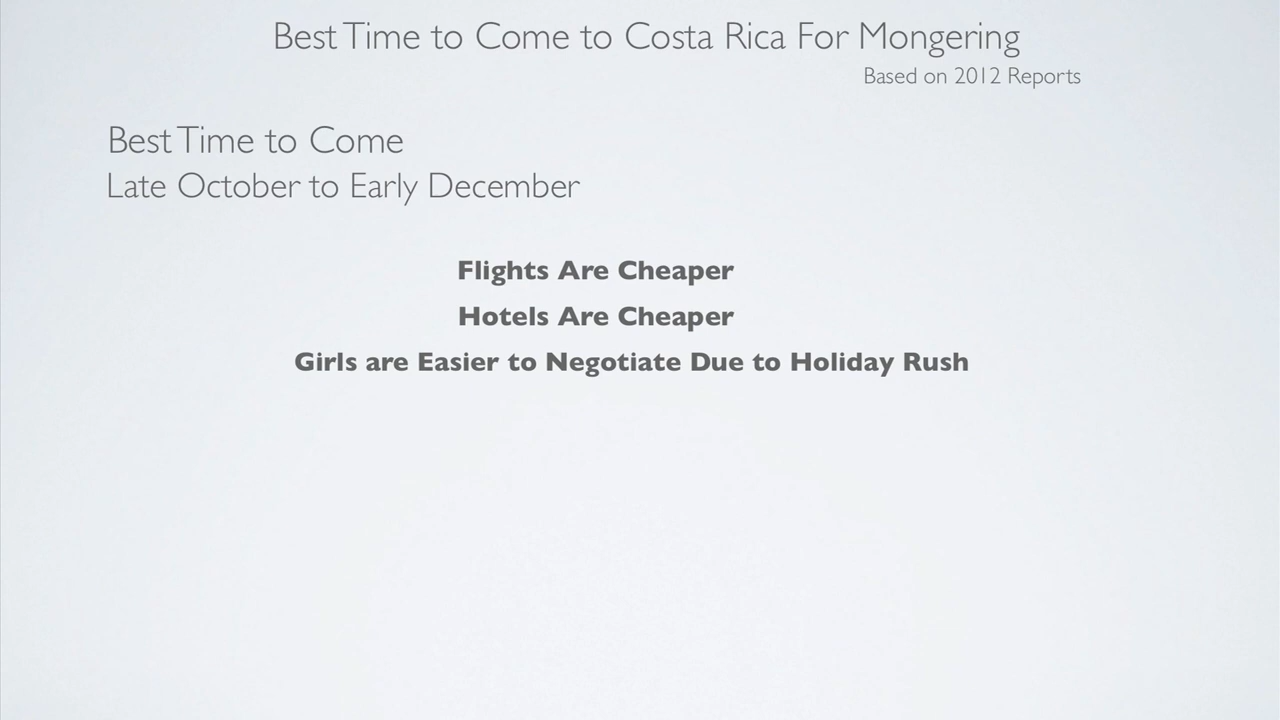 Best Time to Come to Costa Rica For Mongering
Based on 2012 Reports
Best Time to Come
Late October to Early December
Flights Are Cheaper
Hotels Are Cheaper
Girls are Easier to Negotiate Due to Holiday Rush